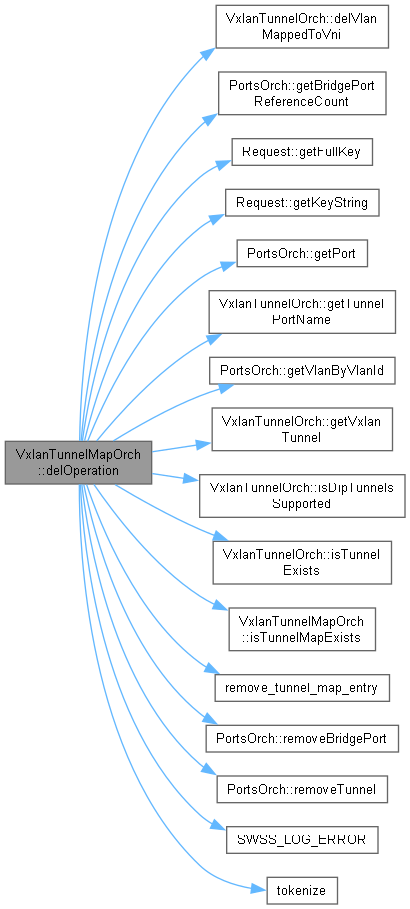 VxlanTunnelOrch::delVlan
MappedToVni
PortsOrch::getBridgePort
ReferenceCount
Request::getFullKey
Request::getKeyString
PortsOrch::getPort
VxlanTunnelOrch::getTunnel
PortName
PortsOrch::getVlanByVlanId
VxlanTunnelOrch::getVxlan
Tunnel
VxlanTunnelMapOrch
::delOperation
VxlanTunnelOrch::isDipTunnels
Supported
VxlanTunnelOrch::isTunnel
Exists
VxlanTunnelMapOrch
::isTunnelMapExists
remove_tunnel_map_entry
PortsOrch::removeBridgePort
PortsOrch::removeTunnel
SWSS_LOG_ERROR
tokenize